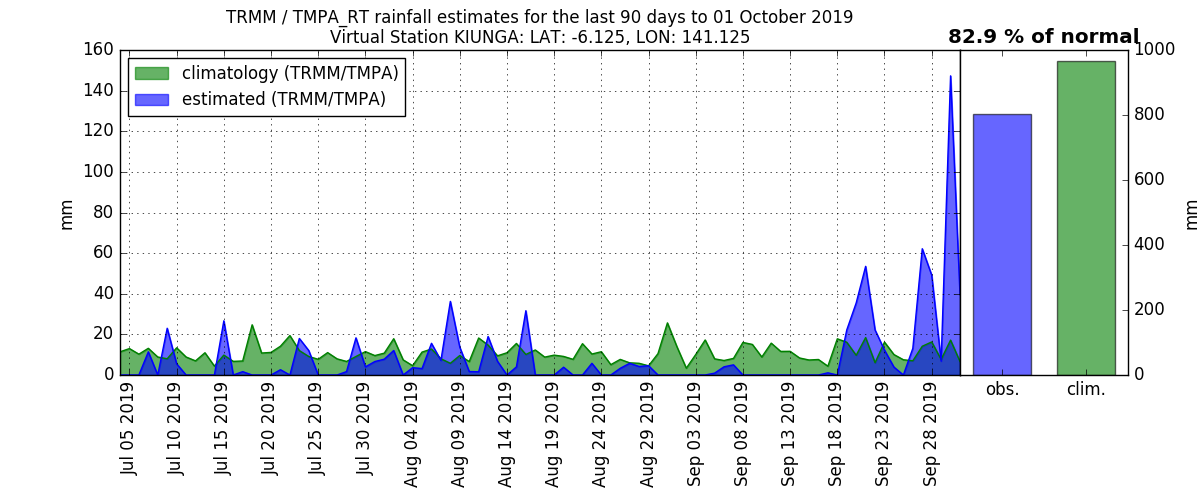 TRMM / TMPA_RT rainfall estimates for the last 90 days to 01 October 2019
Virtual Station KIUNGA: LAT: -6.125, LON: 141.125
82.9 % of normal
climatology (TRMM/TMPA)
estimated (TRMM/TMPA)
mm
160
140
120
100
80
60
40
20
0
Jul 05 2019
Jul 10 2019
Jul 15 2019
Jul 20 2019
Jul 25 2019
Jul 30 2019
Aug 04 2019
Aug 09 2019
Aug 14 2019
Aug 19 2019
Aug 24 2019
Aug 29 2019
Sep 03 2019
Sep 08 2019
Sep 13 2019
Sep 18 2019
Sep 23 2019
Sep 28 2019
obs.
clim.
1000
800
600
400
200
0
mm